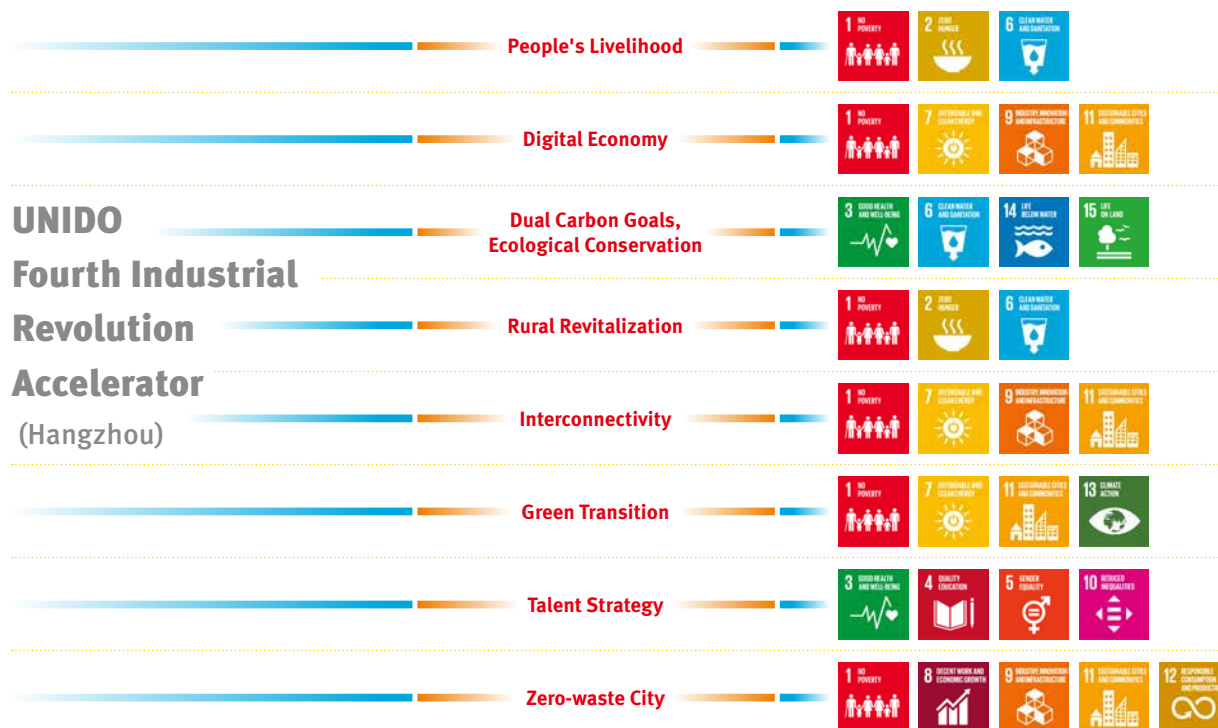 People's Livelihood
1 NO POVERTY
2 ZERO HUNGER
6 CLEAN WATER AND SANITATION
Digital Economy
1 NO POVERTY
7 AFFORDABLE AND CLEAN ENERGY
9 INDUSTRY, INNOVATION AND INFRASTRUCTURE
11 SUSTAINABLE CITIES AND COMMUNITIES
UNIDO
Fourth Industrial
Revolution
Accelerator
(Hangzhou)
Dual Carbon Goals,
Ecological Conservation
3 GOOD HEALTH AND WELL-BEING
6 CLEAN WATER AND SANITATION
14 LIFE BELOW WATER
15 LIFE ON LAND
Rural Revitalization
1 NO POVERTY
2 ZERO HUNGER
6 CLEAN WATER AND SANITATION
Interconnectivity
1 NO POVERTY
7 AFFORDABLE AND CLEAN ENERGY
9 INDUSTRY, INNOVATION AND INFRASTRUCTURE
11 SUSTAINABLE CITIES AND COMMUNITIES
Green Transition
1 NO POVERTY
7 AFFORDABLE AND CLEAN ENERGY
11 SUSTAINABLE CITIES AND COMMUNITIES
13 CLIMATE ACTION
Talent Strategy
3 GOOD HEALTH AND WELL-BEING
4 QUALITY EDUCATION
5 GENDER EQUALITY
10 REDUCED INEQUALITIES
Zero-waste City
1 NO POVERTY
8 DECENT WORK AND ECONOMIC GROWTH
9 INDUSTRY, INNOVATION AND INFRASTRUCTURE
11 SUSTAINABLE CITIES AND COMMUNITIES
12 RESPONSIBLE CONSUMPTION AND